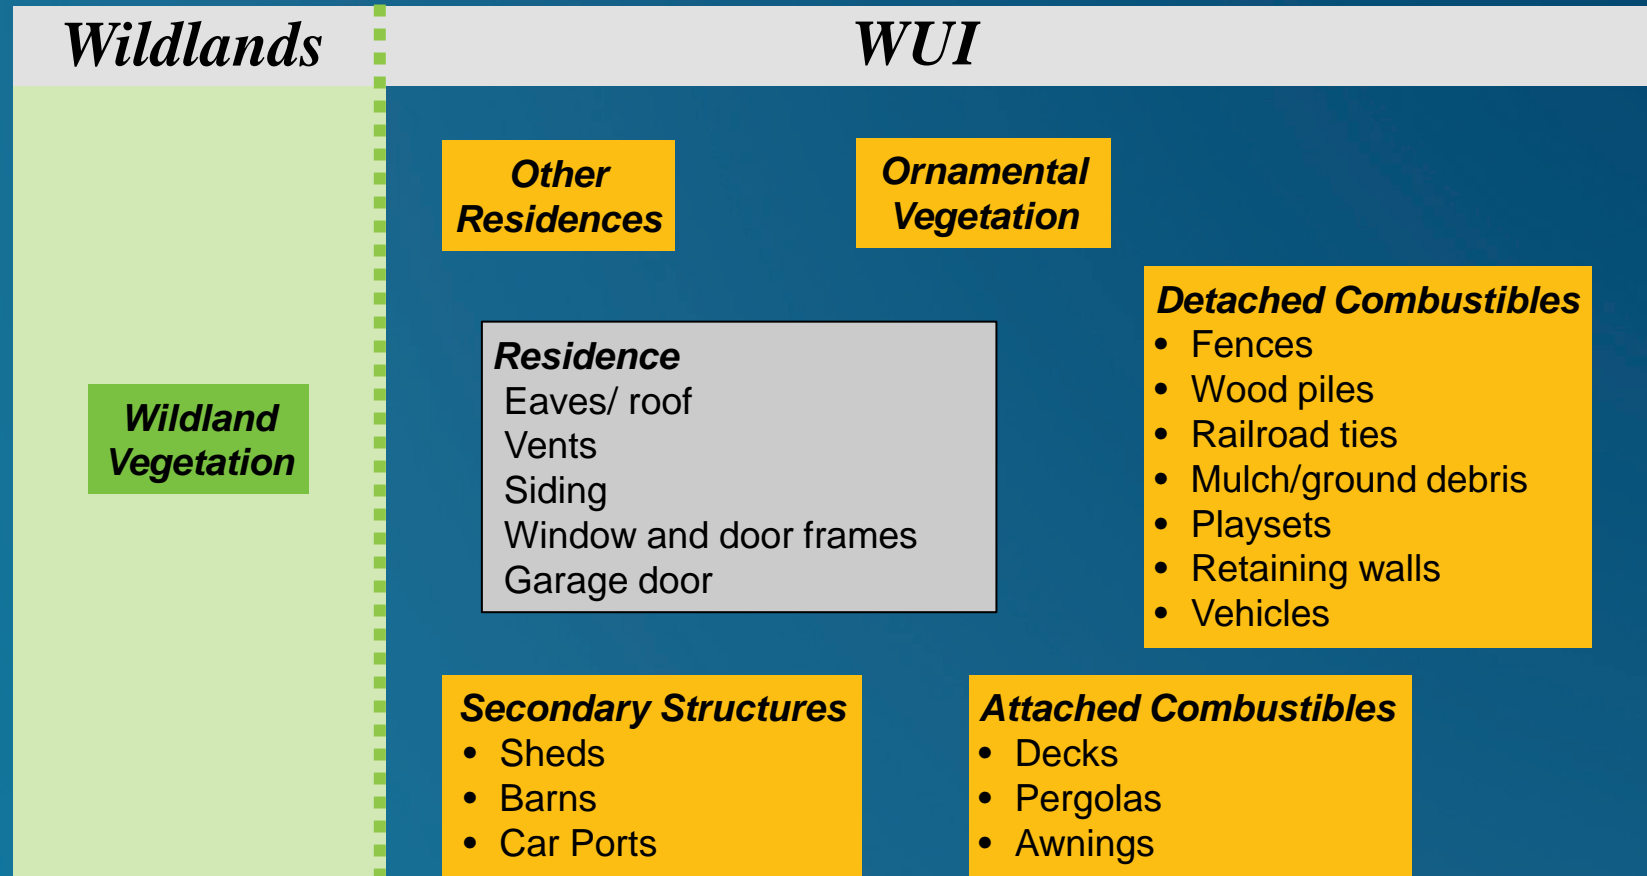 Wildlands
WUI
Other
Residences
Ornamental
Vegetation
Detached Combustibles
• Fences
• Wood piles
• Railroad ties
• Mulch/ground debris
• Playsets
• Retaining walls
• Vehicles
Residence
Eaves/ roof
Vents
Siding
Window and door frames
Garage door
Wildland
Vegetation
Secondary Structures
• Sheds
• Barns
• Car Ports
Attached Combustibles
• Decks
• Pergolas
• Awnings